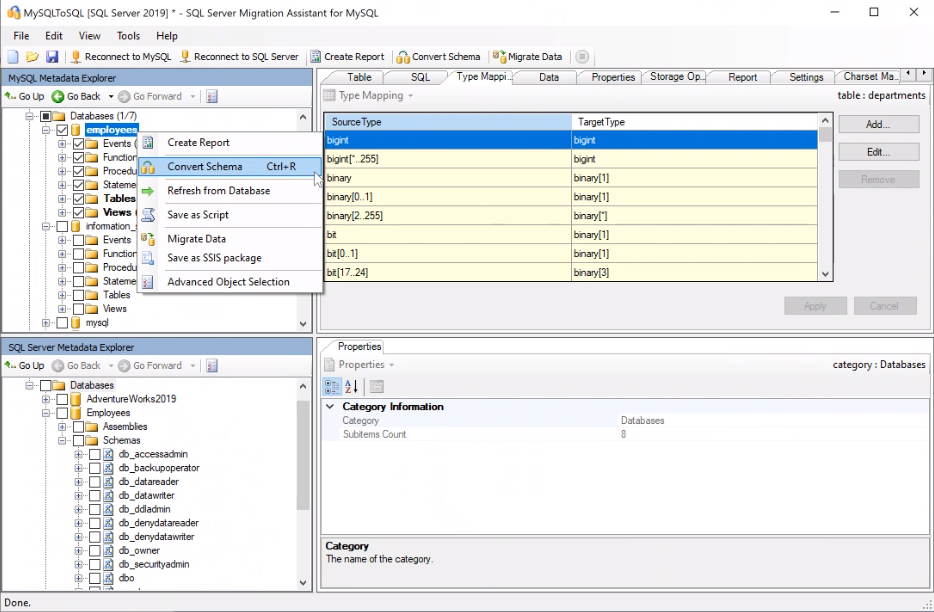 MySQLToSQL [SQL Server 2019] * - SQL Server Migration Assistant for MySQL
File Edit View Tools Help
Reconnect to MySQL Reconnect to SQL Server Create Report Convert Schema Migrate Data
MySQL Metadata Explorer
Go Up Go Back Go Forward
Databases (1/7)
employees
Events (
Function
Procedu
Stateme
Tables
Views (
infomation_s
Events
Function
Procedu
Stateme
Tables
Views
mysql
Create Report
Convert Schema Ctrl+R
Refresh from Database
Save as Script
Migrate Data
Save as SSIS package
Advanced Object Selection
Table SQL Type Mappi... Data Properties Storage Op... Report Settings Charset Ma...
Type Mapping table : departments
SourceType TargetType
bigint bigint
bigint[*..255] bigint
binary binary[1]
binary[0..1] binary[1]
binary[2..255] binary[*]
bit binary[1]
bit[0..1] binary[1]
bit[17..24] binary[3]
Add...
Edit...
Remove
Apply Cancel
SQL Server Metadata Explorer
Go Up Go Back Go Forward
Databases
AdventureWorks2019
Employees
Assemblies
Schemas
db_accessadmin
db_backupoperator
db_datareader
db_datawriter
db_ddladmin
db_denydatareader
db_denydatawriter
db_owner
db_securityadmin
dbo
Properties
Properties category : Databases
Category Information
Category Databases
Subitems Count 8
Category
The name of the category.
Done.